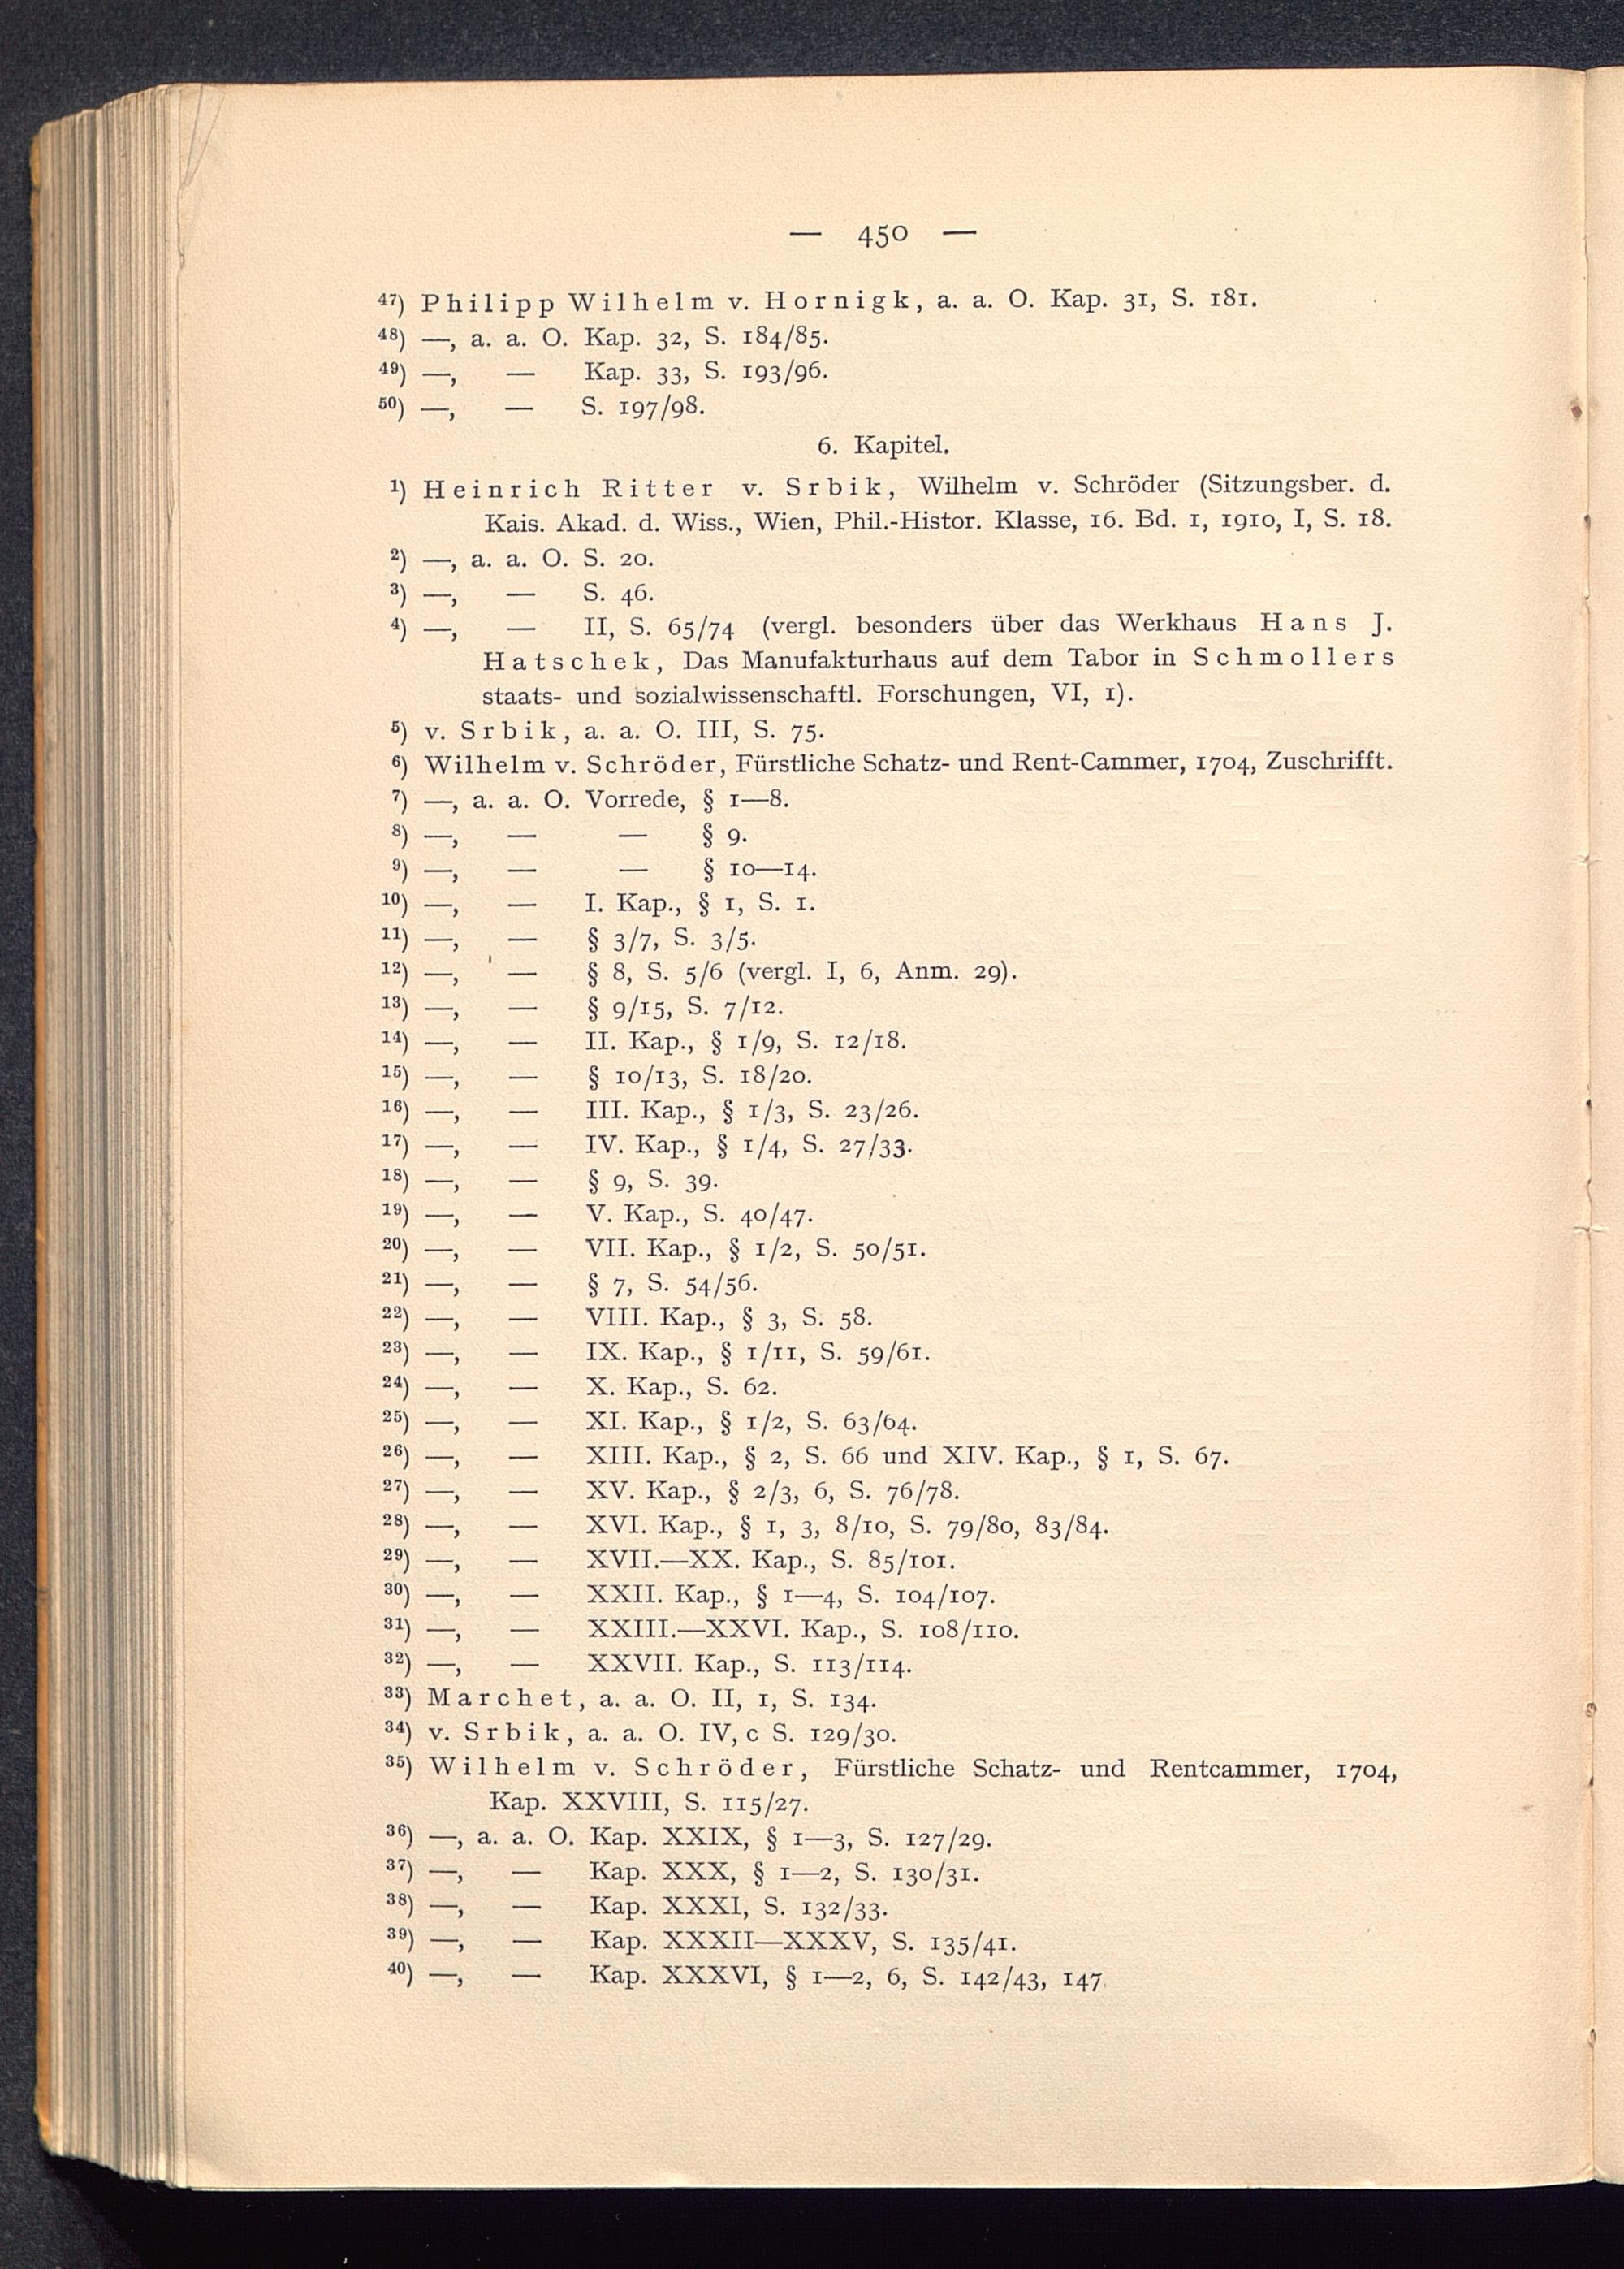 — 450 —
47) Philipp Wilhelm v. Hornigk, a. a. O. Kap. 31, S. 181.
48) —, a. a. O. Kap. 32, S. 184/85.
49) —, — Kap. 33, S. 193/96.
50) —, — S. 197/98.
6. Kapitel.
1) Heinrich Ritter v. Srbik, Wilhelm v. Schröder (Sitzungsber. d.
Kais. Akad. d. Wiss., Wien, Phil.-Histor. Klasse, 16. Bd. 1, 1910, I, S. 18.
2) —, a. a. O. S. 20.
3) —, — S. 46.
4) —, — II, S. 65/74 (vergl. besonders über das Werkhaus Hans J.
Hatschek, Das Manufakturhaus auf dem Tabor in Schmollers
staats- und sozialwissenschaftl. Forschungen, VI, 1).
5) v. Srbik, a. a. O. III, S. 75.
6) Wilhelm v. Schröder, Fürstliche Schatz- und Rent-Cammer, 1704, Zuschrifft.
7) —, a. a. O. Vorrede, § 1—8.
8) —, — — § 9.
9) —, — — § 10—14.
10) —, — I. Kap., § 1, S. 1.
11) —, — § 3/7, S. 3/5.
12) —, — § 8, S. 5/6 (vergl. I, 6, Anm. 29).
13) —, — § 9/15, S. 7/12.
14) —, — II. Kap., § 1/9, S. 12/18.
15) —, — § 10/13, S. 18/20.
16) —, — III. Kap., § 1/3, S. 23/26.
17) —, — IV. Kap., § 1/4, S. 27/33.
18) —, — § 9, S. 39.
19) —, — V. Kap., S. 40/47.
20) —, — VII. Kap., § 1/2, S. 50/51.
21) —, — § 7, S. 54/56.
22) —, — VIII. Kap., § 3, S. 58.
23) —, — IX. Kap., § 1/11, S. 59/61.
24) —, — X. Kap., S. 62.
25) —, — XI. Kap., § 1/2, S. 63/64.
26) —, — XIII. Kap., § 2, S. 66 und XIV. Kap., § 1, S. 67.
27) —, — XV. Kap., § 2/3, 6, S. 76/78.
28) —, — XVI. Kap., § 1, 3, 8/10, S. 79/80, 83/84.
29) —, — XVII.—XX. Kap., S. 85/101.
30) —, — XXII. Kap., § 1—4, S. 104/107.
31) —, — XXIII.—XXVI. Kap., S. 108/110.
32) —, — XXVII. Kap., S. 113/114.
33) Marchet, a. a. O. II, 1, S. 134.
34) v. Srbik, a. a. O. IV, c S. 129/30.
35) Wilhelm v. Schröder, Fürstliche Schatz- und Rentcammer, 1704,
Kap. XXVIII, S. 115/27.
36) —, a. a. O. Kap. XXIX, § 1—3, S. 127/29.
37) —, — Kap. XXX, § 1—2, S. 130/31.
38) —, — Kap. XXXI, S. 132/33.
39) —, — Kap. XXXII—XXXV, S. 135/41.
40) —, — Kap. XXXVI, § 1—2, 6, S. 142/43, 147.